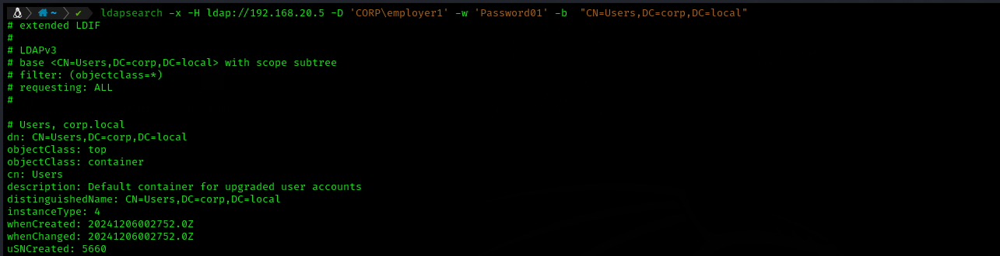 ~ ✔ ldapsearch -x -H ldap://192.168.20.5 -D 'CORP\employer1' -w 'Password01' -b  "CN=Users,DC=corp,DC=local"
# extended LDIF
#
# LDAPv3
# base <CN=Users,DC=corp,DC=local> with scope subtree
# filter: (objectclass=*)
# requesting: ALL
#
# Users, corp.local
dn: CN=Users,DC=corp,DC=local
objectClass: top
objectClass: container
cn: Users
description: Default container for upgraded user accounts
distinguishedName: CN=Users,DC=corp,DC=local
instanceType: 4
whenCreated: 20241206002752.0Z
whenChanged: 20241206002752.0Z
uSNCreated: 5660